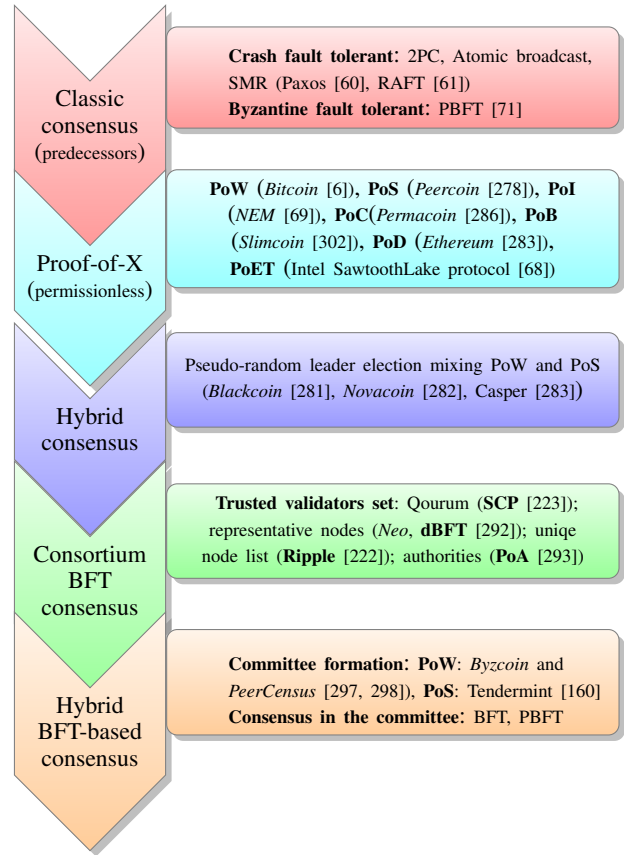 Classic
consensus
(predecessors)
Crash fault tolerant: 2PC, Atomic broadcast,
SMR (Paxos [60], RAFT [61])
Byzantine fault tolerant: PBFT [71]
Proof-of-X
(permissionless)
PoW (Bitcoin [6]), PoS (Peercoin [278]), PoI
(NEM [69]), PoC(Permacoin [286]), PoB
(Slimcoin [302]), PoD (Ethereum [283]),
PoET (Intel SawtoothLake protocol [68])
Hybrid
consensus
Pseudo-random leader election mixing PoW and PoS
(Blackcoin [281], Novacoin [282], Casper [283])
Consortium
BFT
consensus
Trusted validators set: Qourum (SCP [223]);
representative nodes (Neo, dBFT [292]); uniqe
node list (Ripple [222]); authorities (PoA [293])
Hybrid
BFT-based
consensus
Committee formation: PoW: Byzcoin and
PeerCensus [297, 298]), PoS: Tendermint [160]
Consensus in the committee: BFT, PBFT